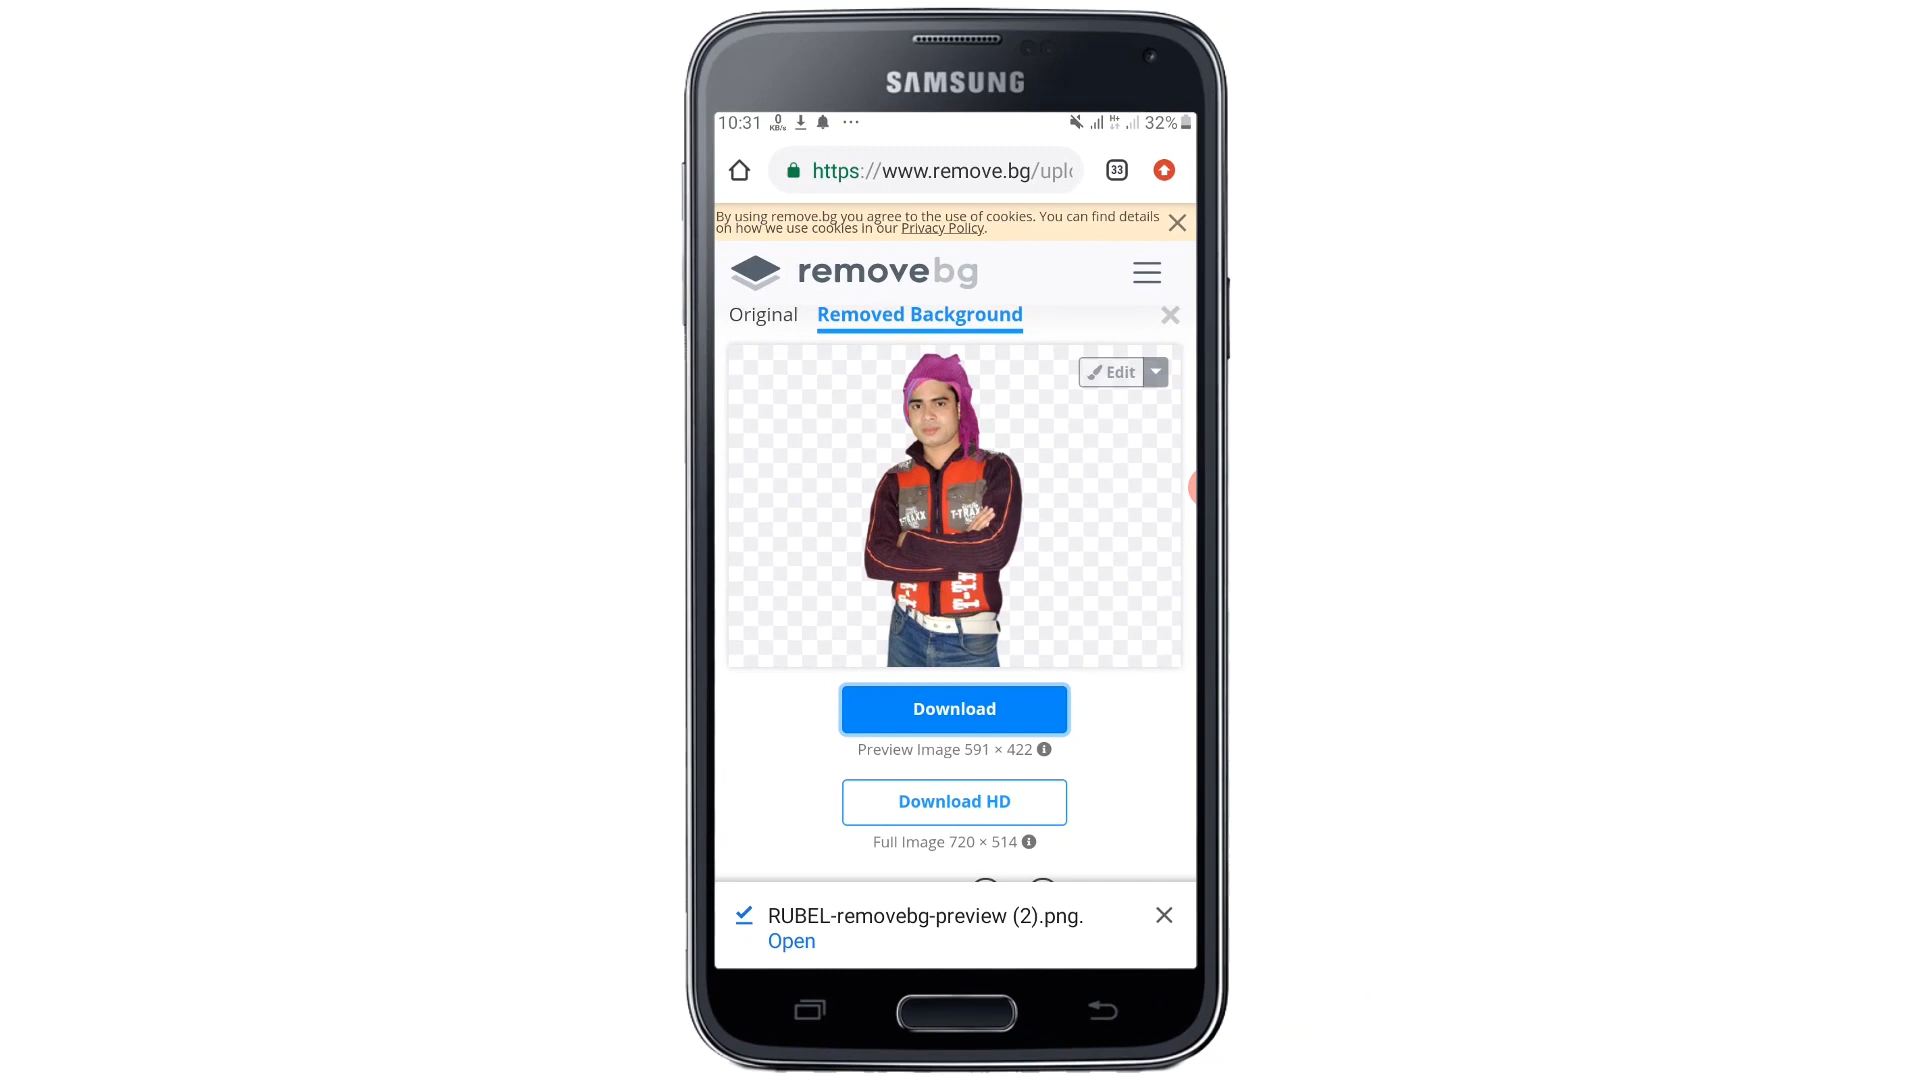 SAMSUNG
10:31 0 KB/s ... H+ 32%
https://www.remove.bg/uplo
33
By using remove.bg you agree to the use of cookies. You can find details
on how we use cookies in our Privacy Policy.
removebg
Original Removed Background
Edit
T-TRAXX
Download
Preview Image 591 × 422
Download HD
Full Image 720 × 514
RUBEL-removebg-preview (2).png.
Open